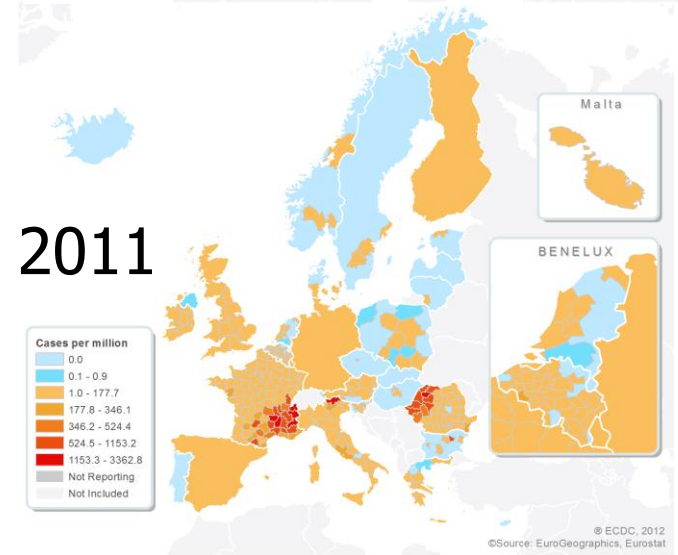 Malta
BENELUX
2011
Cases per million
0.0
0.1 - 0.9
1.0 - 177.7
177.8 - 346.1
346.2 - 524.4
524.5 - 1153.2
1153.3 - 3362.8
Not Reporting
Not Included
® ECDC, 2012
©Source: EuroGeographics, Eurostat